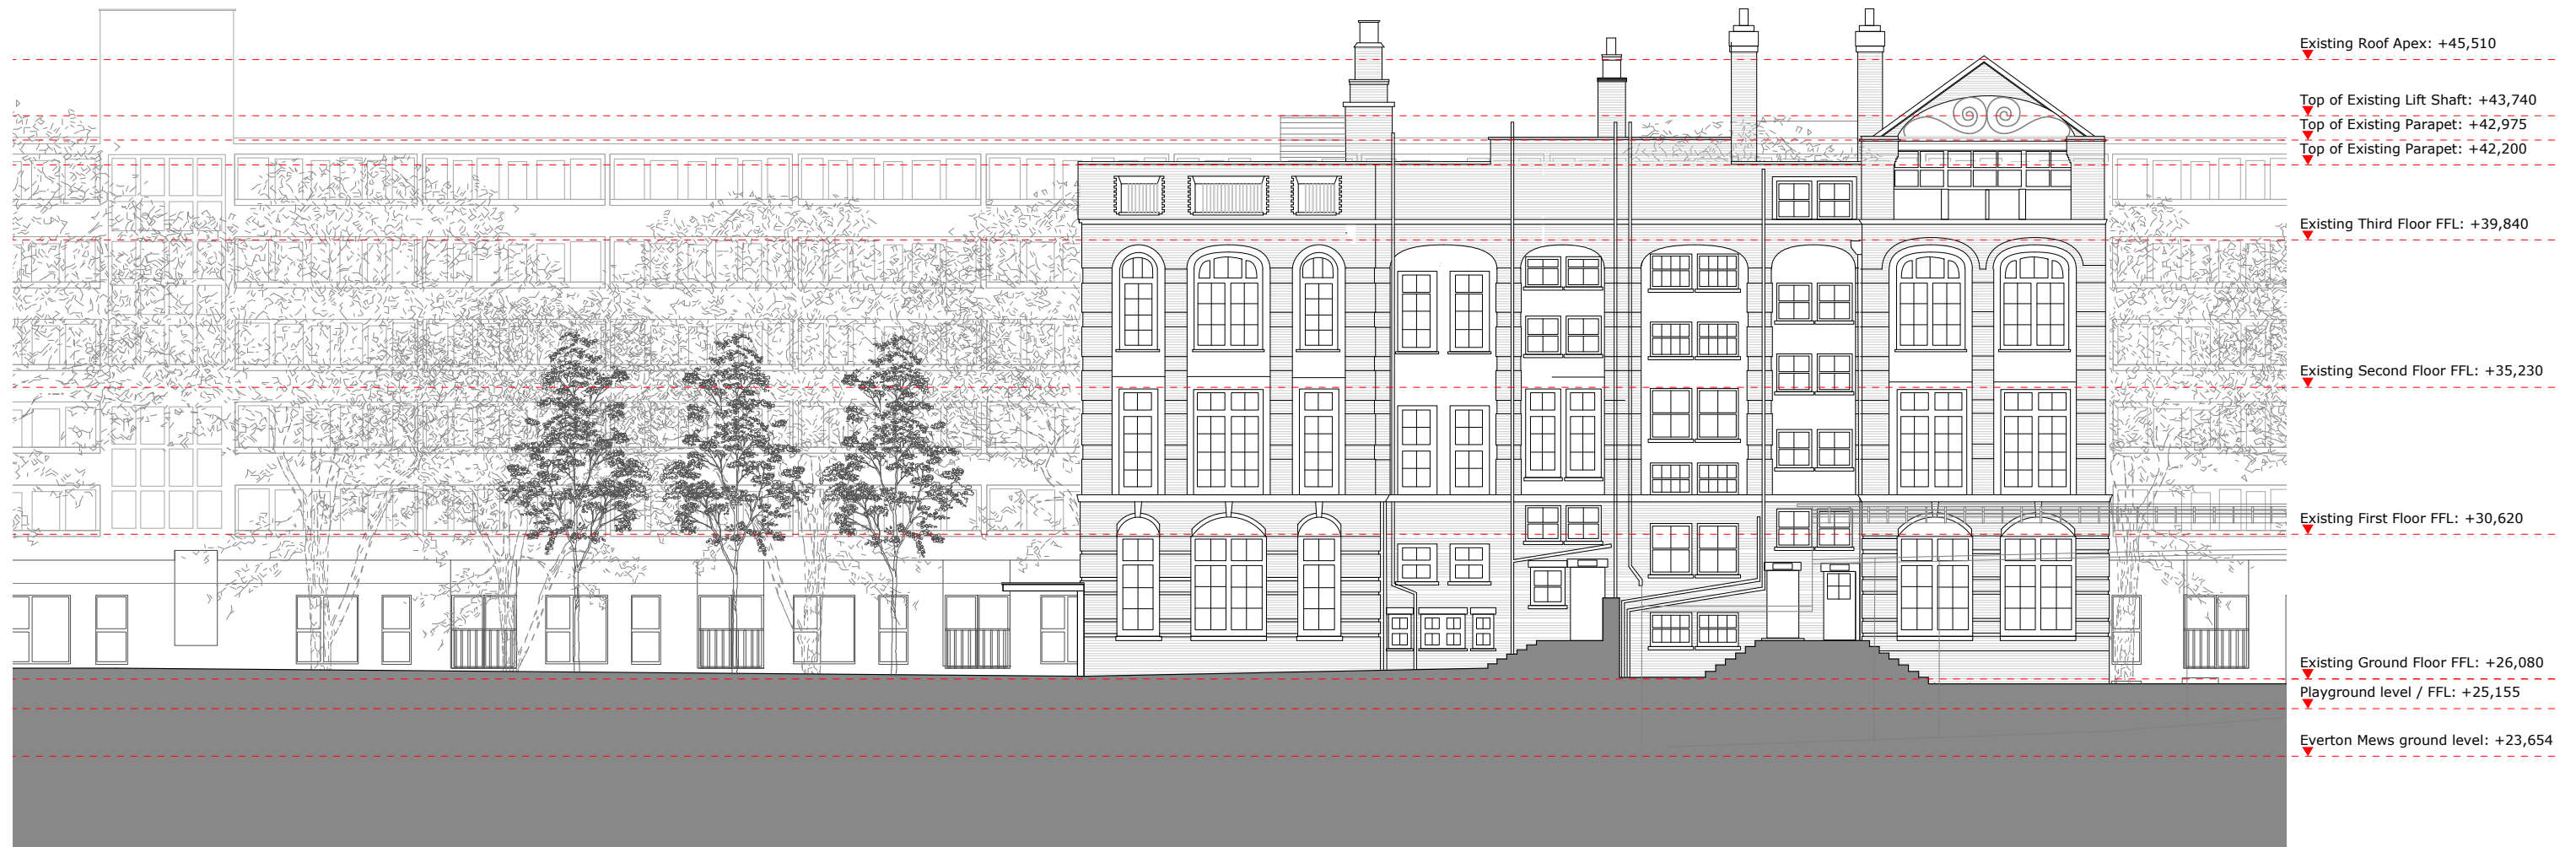 Existing Roof Apex: +45,510
Top of Existing Lift Shaft: +43,740
Top of Existing Parapet: +42,975
Top of Existing Parapet: +42,200
Existing Third Floor FFL: +39,840
Existing Second Floor FFL: +35,230
Existing First Floor FFL: +30,620
Existing Ground Floor FFL: +26,080
Playground level / FFL: +25,155
Everton Mews ground level: +23,654